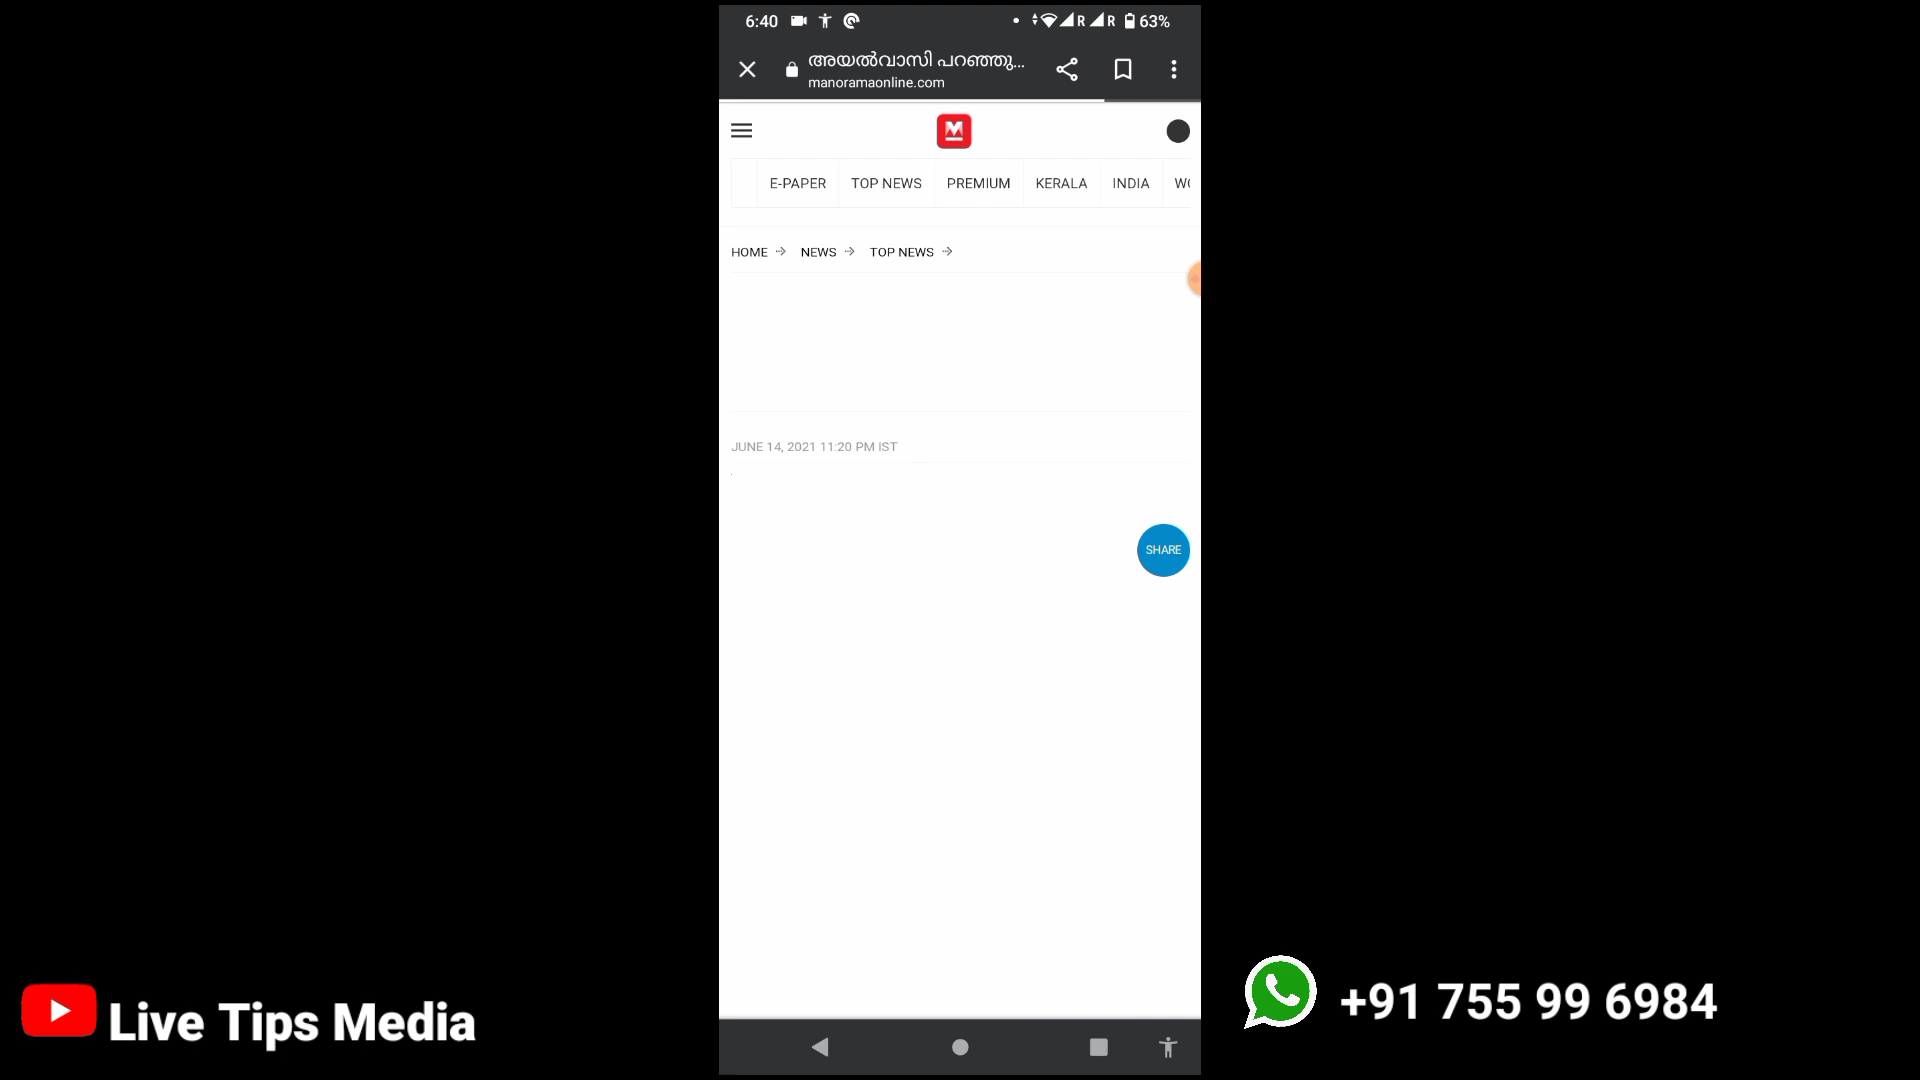 6:40
R R 63%
അയൽവാസി പറഞ്ഞു...
manoramaonline.com
M
E-PAPER TOP NEWS PREMIUM KERALA INDIA
HOME NEWS TOP NEWS
JUNE 14, 2021 11:20 PM IST
SHARE
Live Tips Media
+91 755 99 6984